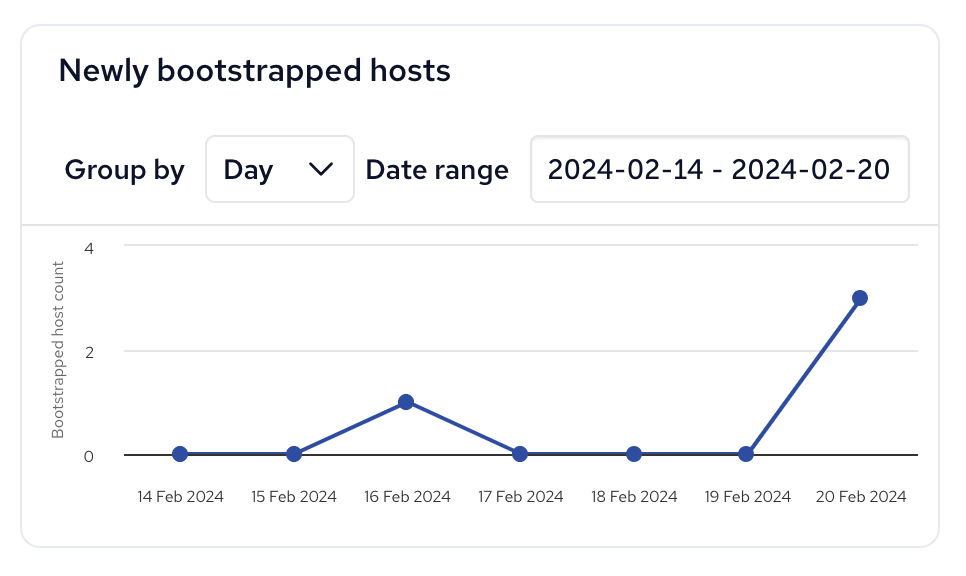 Newly bootstrapped hosts
Group by Day Date range 2024-02-14 - 2024-02-20
Bootstrapped host count
4
2
0
14 Feb 2024 15 Feb 2024 16 Feb 2024 17 Feb 2024 18 Feb 2024 19 Feb 2024 20 Feb 2024